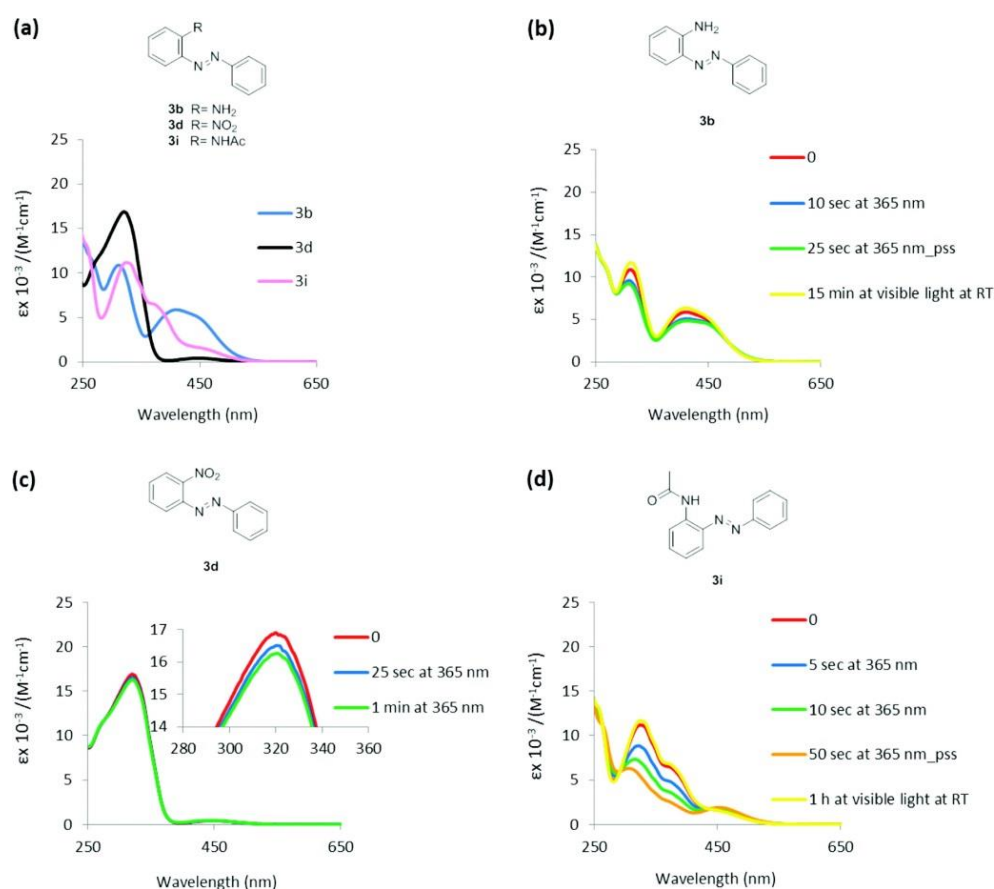 (a)
R
N
N
3b R= NH₂
3d R= NO₂
3i R= NHAc
25
20
15
10
5
0
εx 10⁻³ /(M⁻¹cm⁻¹)
3b
3d
3i
250
450
650
Wavelength (nm)
(b)
NH₂
N
N
3b
25
20
15
10
5
0
εx 10⁻³ /(M⁻¹cm⁻¹)
0
10 sec at 365 nm
25 sec at 365 nm_pss
15 min at visible light at RT
250
450
650
Wavelength (nm)
(c)
NO₂
N
N
3d
25
20
15
10
5
0
εx 10⁻³ /(M⁻¹cm⁻¹)
17
16
15
14
280
300
320
340
360
0
25 sec at 365 nm
1 min at 365 nm
250
450
650
Wavelength (nm)
(d)
O
NH
N
N
3i
25
20
15
10
5
0
εx 10⁻³ /(M⁻¹cm⁻¹)
0
5 sec at 365 nm
10 sec at 365 nm
50 sec at 365 nm_pss
1 h at visible light at RT
250
450
650
Wavelength (nm)